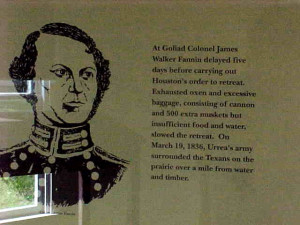 At Goliad Colonel James
Walker Fannin delayed five
days before carrying out
Houston's order to retreat.
Exhausted oxen and excessive
baggage, consisting of cannon
and 500 extra muskets but
insufficient food and water,
slowed the retreat. On
March 19, 1836, Urrea's army
surrounded the Texans on the
prairie over a mile from water
and timber.